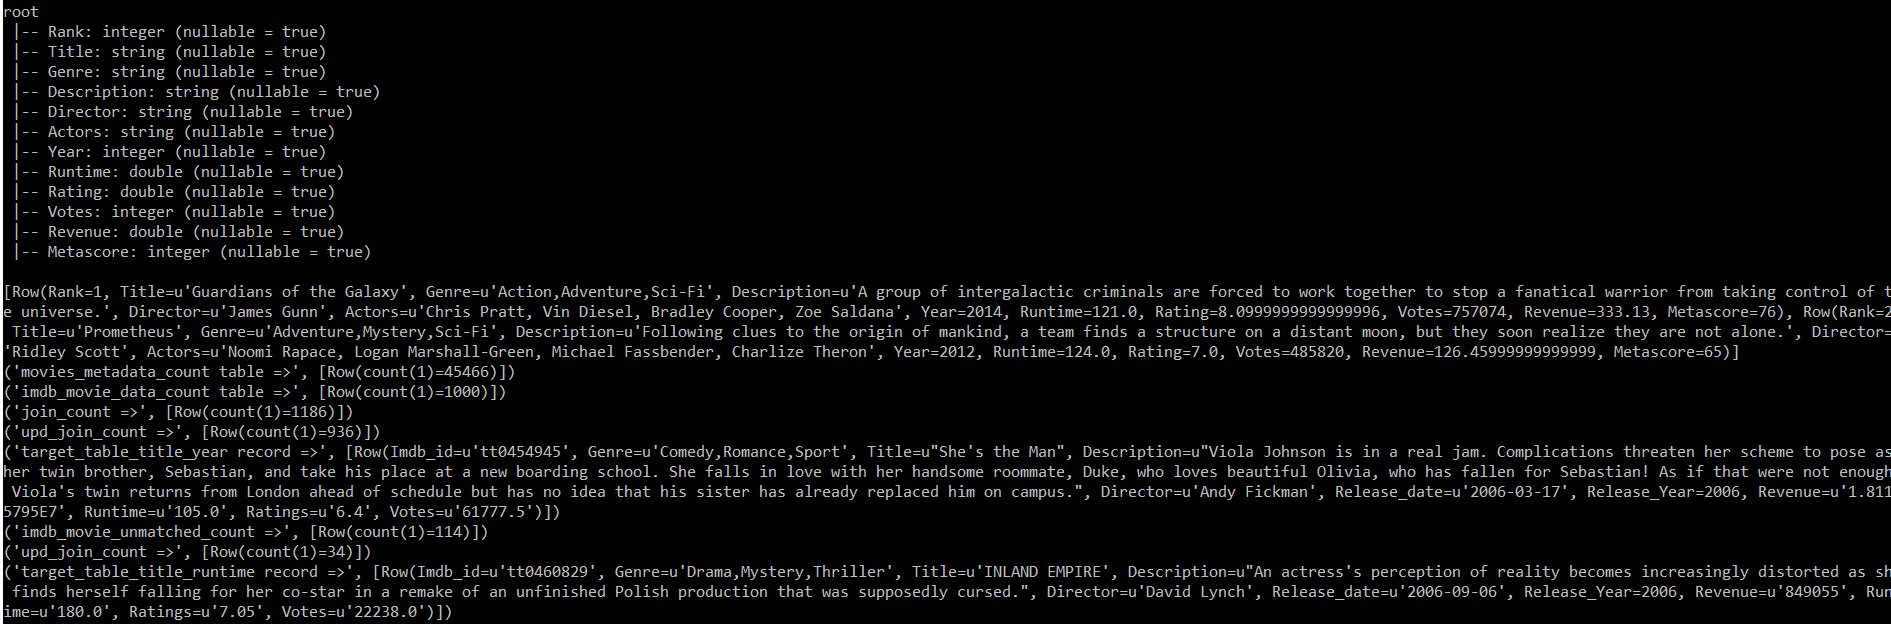 root
 |-- Rank: integer (nullable = true)
 |-- Title: string (nullable = true)
 |-- Genre: string (nullable = true)
 |-- Description: string (nullable = true)
 |-- Director: string (nullable = true)
 |-- Actors: string (nullable = true)
 |-- Year: integer (nullable = true)
 |-- Runtime: double (nullable = true)
 |-- Rating: double (nullable = true)
 |-- Votes: integer (nullable = true)
 |-- Revenue: double (nullable = true)
 |-- Metascore: integer (nullable = true)
[Row(Rank=1, Title=u'Guardians of the Galaxy', Genre=u'Action,Adventure,Sci-Fi', Description=u'A group of intergalactic criminals are forced to work together to stop a fanatical warrior from taking control of t
e universe.', Director=u'James Gunn', Actors=u'Chris Pratt, Vin Diesel, Bradley Cooper, Zoe Saldana', Year=2014, Runtime=121.0, Rating=8.0999999999999996, Votes=757074, Revenue=333.13, Metascore=76), Row(Rank=2
 Title=u'Prometheus', Genre=u'Adventure,Mystery,Sci-Fi', Description=u'Following clues to the origin of mankind, a team finds a structure on a distant moon, but they soon realize they are not alone.', Director=
'Ridley Scott', Actors=u'Noomi Rapace, Logan Marshall-Green, Michael Fassbender, Charlize Theron', Year=2012, Runtime=124.0, Rating=7.0, Votes=485820, Revenue=126.45999999999999, Metascore=65)]
('movies_metadata_count table =>', [Row(count(1)=45466)])
('imdb_movie_data_count table =>', [Row(count(1)=1000)])
('join_count =>', [Row(count(1)=1186)])
('upd_join_count =>', [Row(count(1)=936)])
('target_table_title_year record =>', [Row(Imdb_id=u'tt0454945', Genre=u'Comedy,Romance,Sport', Title=u"She's the Man", Description=u"Viola Johnson is in a real jam. Complications threaten her scheme to pose as
her twin brother, Sebastian, and take his place at a new boarding school. She falls in love with her handsome roommate, Duke, who loves beautiful Olivia, who has fallen for Sebastian! As if that were not enough
 Viola's twin returns from London ahead of schedule but has no idea that his sister has already replaced him on campus.", Director=u'Andy Fickman', Release_date=u'2006-03-17', Release_Year=2006, Revenue=u'1.811
5795E7', Runtime=u'105.0', Ratings=u'6.4', Votes=u'61777.5')])
('imdb_movie_unmatched_count =>', [Row(count(1)=114)])
('upd_join_count =>', [Row(count(1)=34)])
('target_table_title_runtime record =>', [Row(Imdb_id=u'tt0460829', Genre=u'Drama,Mystery,Thriller', Title=u'INLAND EMPIRE', Description=u"An actress's perception of reality becomes increasingly distorted as sh
 finds herself falling for her co-star in a remake of an unfinished Polish production that was supposedly cursed.", Director=u'David Lynch', Release_date=u'2006-09-06', Release_Year=2006, Revenue=u'849055', Run
ime=u'180.0', Ratings=u'7.05', Votes=u'22238.0')])